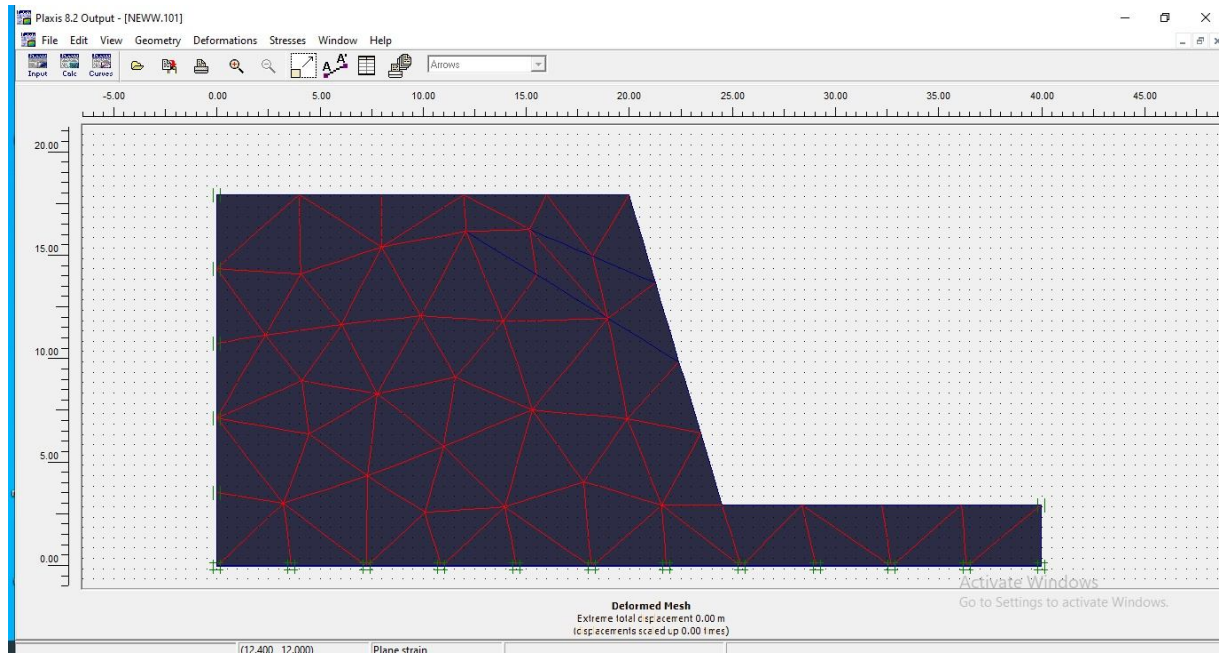 Plaxis 8.2 Output - [NEWW.101]
File Edit View Geometry Deformations Stresses Window Help
Input Calc Curves Arrows
-5.00 0.00 5.00 10.00 15.00 20.00 25.00 30.00 35.00 40.00 45.00
20.00
15.00
10.00
5.00
0.00
Activate Windows
Go to Settings to activate Windows.
Deformed Mesh
Extreme total displacement 0.00 m
(displacements scaled up 0.00 times)
(12.400 , 12.000) Plane strain